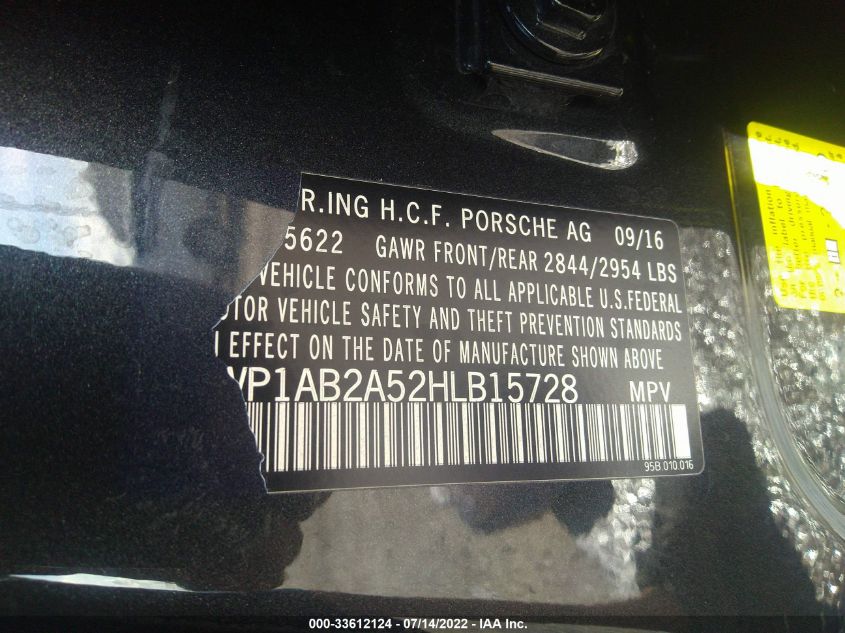 R.ING H.C.F. PORSCHE AG 09/16
5622 GAWR FRONT/REAR 2844/2954 LBS
VEHICLE CONFORMS TO ALL APPLICABLE U.S.FEDERAL
TOR VEHICLE SAFETY AND THEFT PREVENTION STANDARDS
EFFECT ON THE DATE OF MANUFACTURE SHOWN ABOVE
WP1AB2A52HLB15728 MPV
95B.010.016
000-33612124 - 07/14/2022 - IAA Inc.